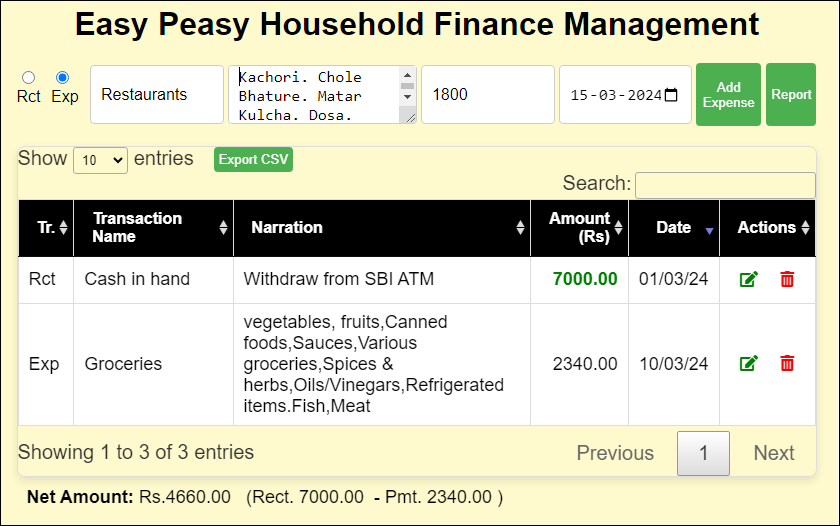 Easy Peasy Household Finance Management
Rct Exp
Restaurants
Kachori. Chole
Bhature. Matar
Kulcha. Dosa.
1800
15-03-2024
Add
Expense
Report
Show 10 entries
Export CSV
Search:
Tr.
Transaction
Name
Narration
Amount
(Rs)
Date
Actions
Rct Cash in hand Withdraw from SBI ATM 7000.00 01/03/24
Exp Groceries
vegetables, fruits,Canned
foods,Sauces,Various
groceries,Spices &
herbs,Oils/Vinegars,Refrigerated
items.Fish,Meat
2340.00 10/03/24
Showing 1 to 3 of 3 entries
Previous 1 Next
Net Amount: Rs.4660.00 (Rect. 7000.00 - Pmt. 2340.00 )